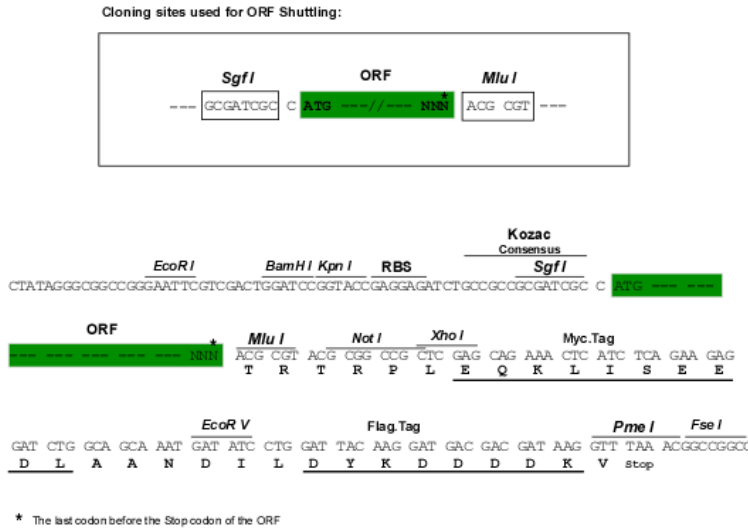 Cloning sites used for ORF Shuttling:
Sgf I ORF Mlu I
--- GCGATCGC C ATG ---//--- NNN* ACG CGT ---
Kozac
Consensus
EcoR I BamH I Kpn I RBS Sgf I
CTATAGGGCGGCCGGGAATTCGTCGACTGGATCCGGTACCGAGGAGATCTGCCGCCGCGATCGC C ATG --- ---
ORF Mlu I Not I Xho I Myc.Tag
--- --- --- --- --- NNN* ACG CGT ACG CGG CCG CTC GAG CAG AAA CTC ATC TCA GAA GAG
T R T R P L E Q K L I S E E
EcoR V Flag.Tag Pme I Fse I
GAT CTG GCA GCA AAT GAT ATC CTG GAT TAC AAG GAT GAC GAC GAT AAG GTT TAA ACGGCCGGCC
D L A A N D I L D Y K D D D D K V Stop
* The last codon before the Stop codon of the ORF